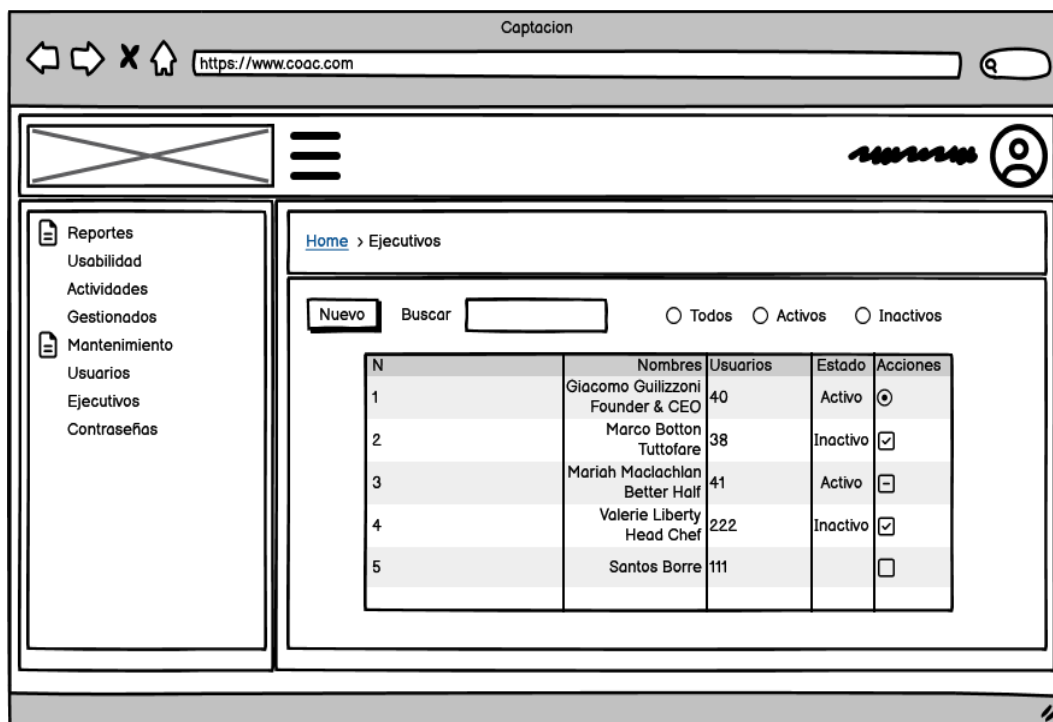 Captacion
https://www.coac.com
Reportes
Usabilidad
Actividades
Gestionados
Mantenimiento
Usuarios
Ejecutivos
Contraseñas
Home > Ejecutivos
Nuevo Buscar Todos Activos Inactivos
N Nombres Usuarios Estado Acciones
1 Giacomo Guilizzoni 40 Activo
Founder & CEO
2 Marco Botton 38 Inactivo
Tuttofare
3 Mariah Maclachlan 41 Activo
Better Half
4 Valerie Liberty 222 Inactivo
Head Chef
5 Santos Borre 111